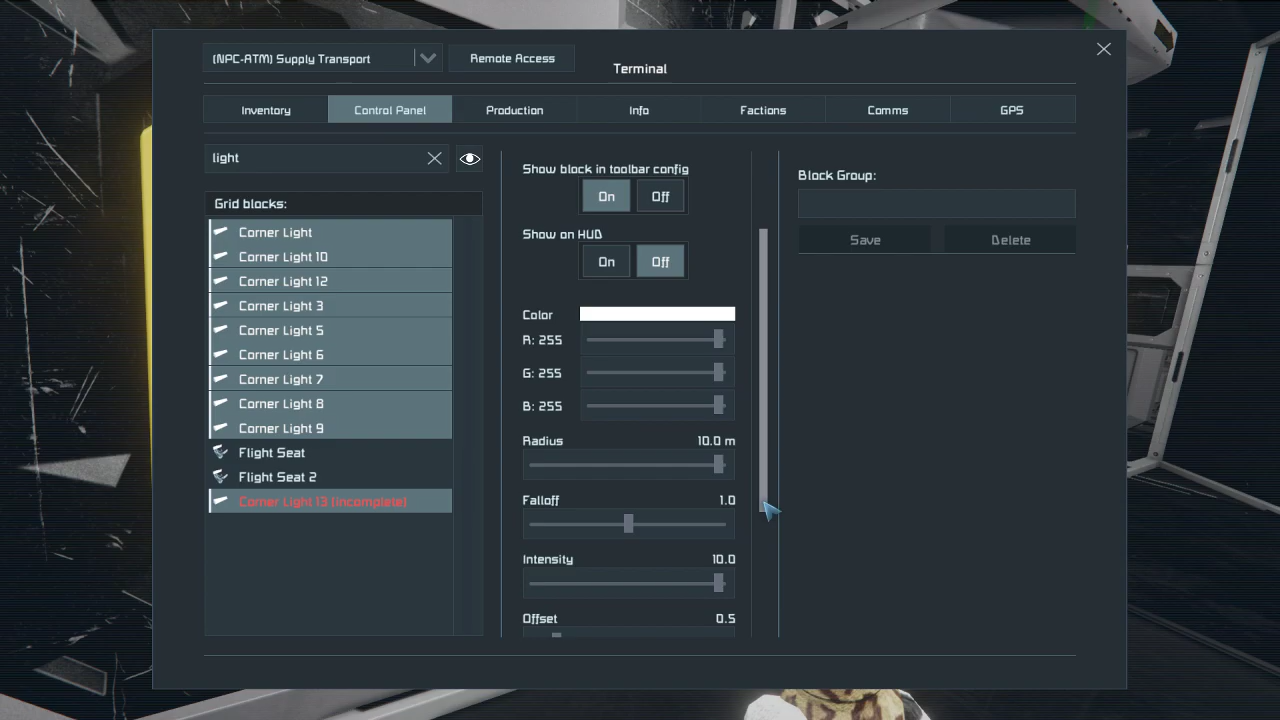 (NPC-ATM) Supply Transport
Remote Access
Terminal
Inventory
Control Panel
Production
Info
Factions
Comms
GPS
light
Grid blocks:
Corner Light
Corner Light 10
Corner Light 12
Corner Light 3
Corner Light 5
Corner Light 6
Corner Light 7
Corner Light 8
Corner Light 9
Flight Seat
Flight Seat 2
Corner Light 13 (Incomplete)
Show block in toolbar config
On Off
Show on HUD
On Off
Color
R: 255
G: 255
B: 255
Radius 10.0 m
Falloff 1.0
Intensity 10.0
Offset 0.5
Block Group:
Save
Delete